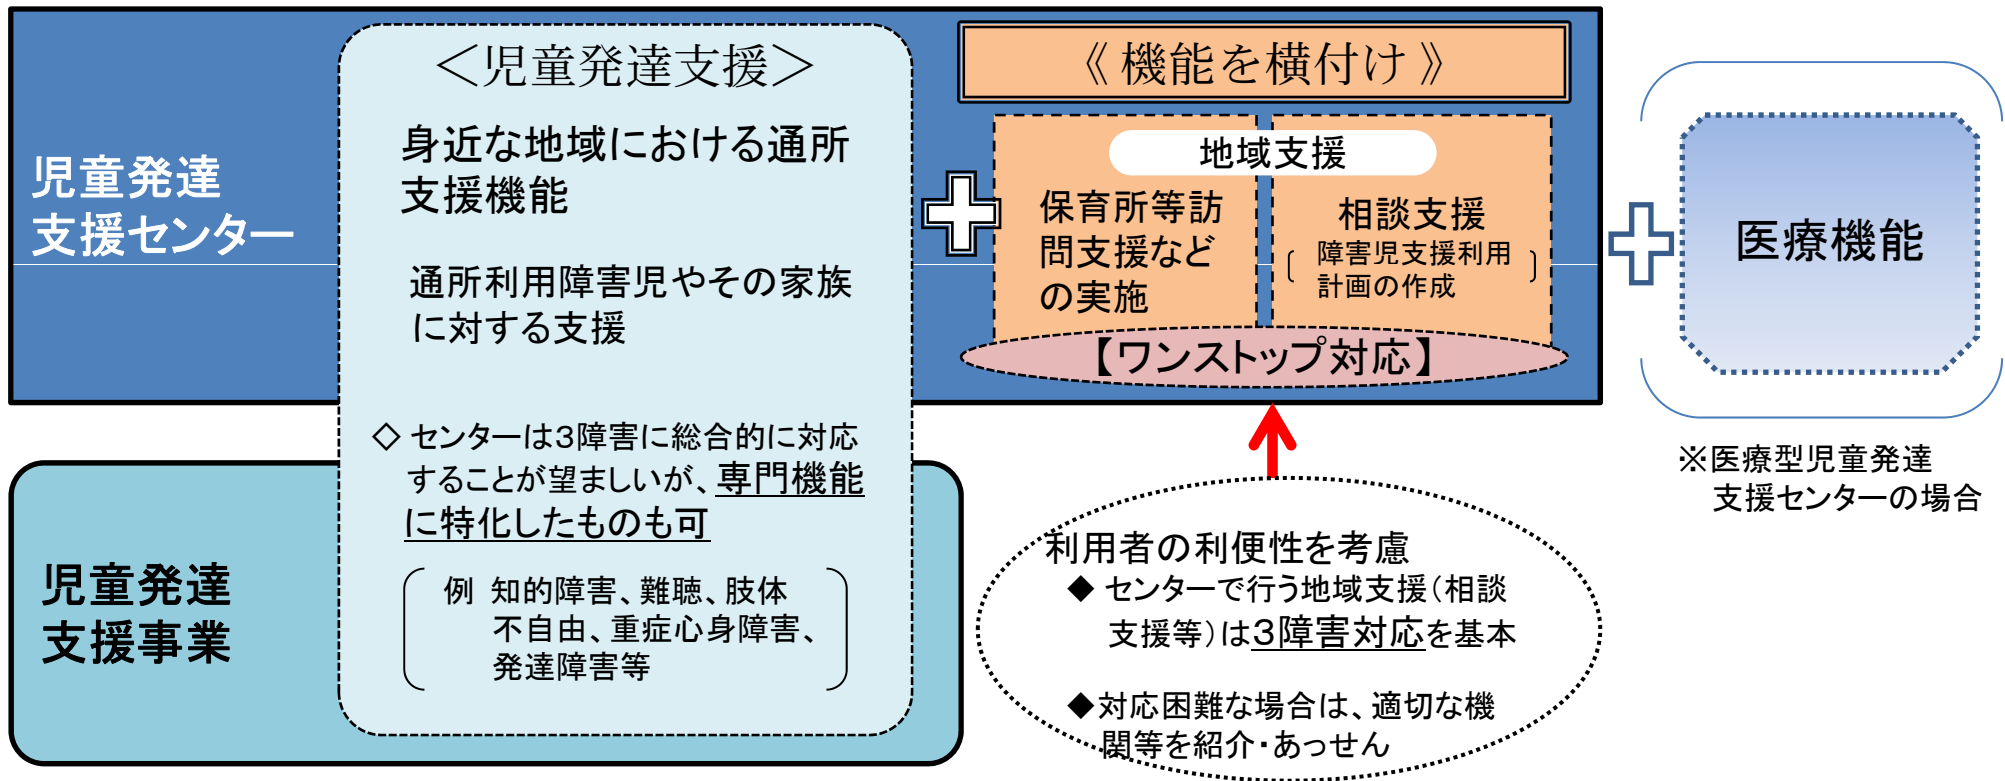 児童発達
支援センター
＜児童発達支援＞
身近な地域における通所
支援機能
通所利用障害児やその家族
に対する支援
◇ センターは３障害に総合的に対応
することが望ましいが、専門機能
に特化したものも可
例 知的障害、難聴、肢体
不自由、重症心身障害、
発達障害等
《 機能を横付け 》
地域支援
保育所等訪
問支援など
の実施
相談支援
障害児支援利用
計画の作成
【ワンストップ対応】
医療機能
※医療型児童発達
支援センターの場合
児童発達
支援事業
利用者の利便性を考慮
◆ センターで行う地域支援（相談
支援等）は３障害対応を基本
◆対応困難な場合は、適切な機
関等を紹介・あっせん